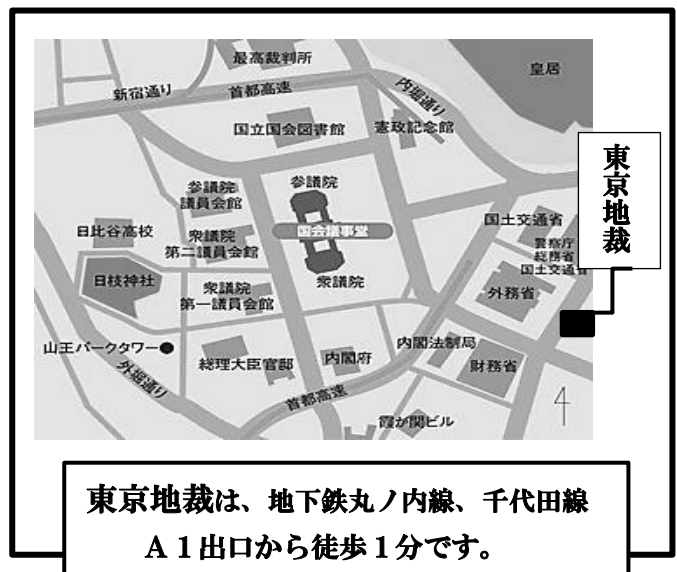 最高裁判所
皇居
新宿通り
首都高速
内堀通り
国立国会図書館
憲政記念館
東京地裁
参議院
議員会館
参議院
国土交通省
日比谷高校
衆議院
第二議員会館
国会議事堂
警察庁
総務省
国土交通省
日枝神社
衆議院
第一議員会館
衆議院
外務省
山王パークタワー
外堀通り
総理大臣官邸
内閣府
内閣法制局
財務省
首都高速
霞が関ビル
東京地裁は、地下鉄丸ノ内線、千代田線
Ａ１出口から徒歩１分です。